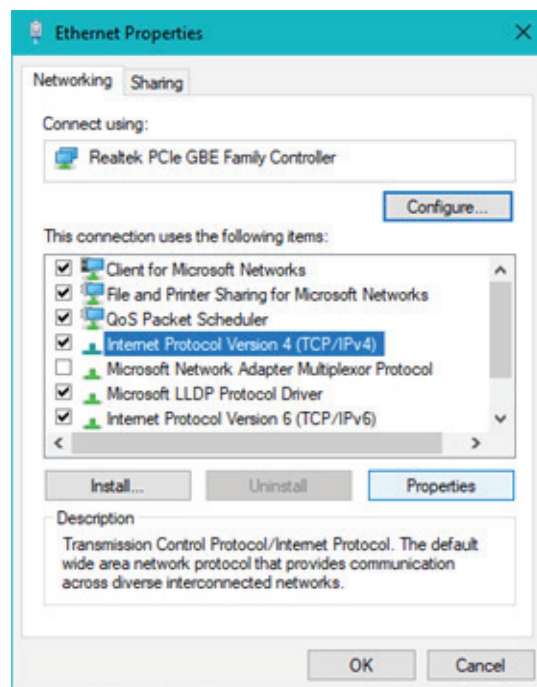 Ethernet Properties
Networking
Sharing
Connect using:
Realtek PCIe GBE Family Controller
Configure...
This connection uses the following items:
Client for Microsoft Networks
File and Printer Sharing for Microsoft Networks
QoS Packet Scheduler
Internet Protocol Version 4 (TCP/IPv4)
Microsoft Network Adapter Multiplexor Protocol
Microsoft LLDP Protocol Driver
Internet Protocol Version 6 (TCP/IPv6)
Install...
Uninstall
Properties
Description
Transmission Control Protocol/Internet Protocol. The default
wide area network protocol that provides communication
across diverse interconnected networks.
OK
Cancel